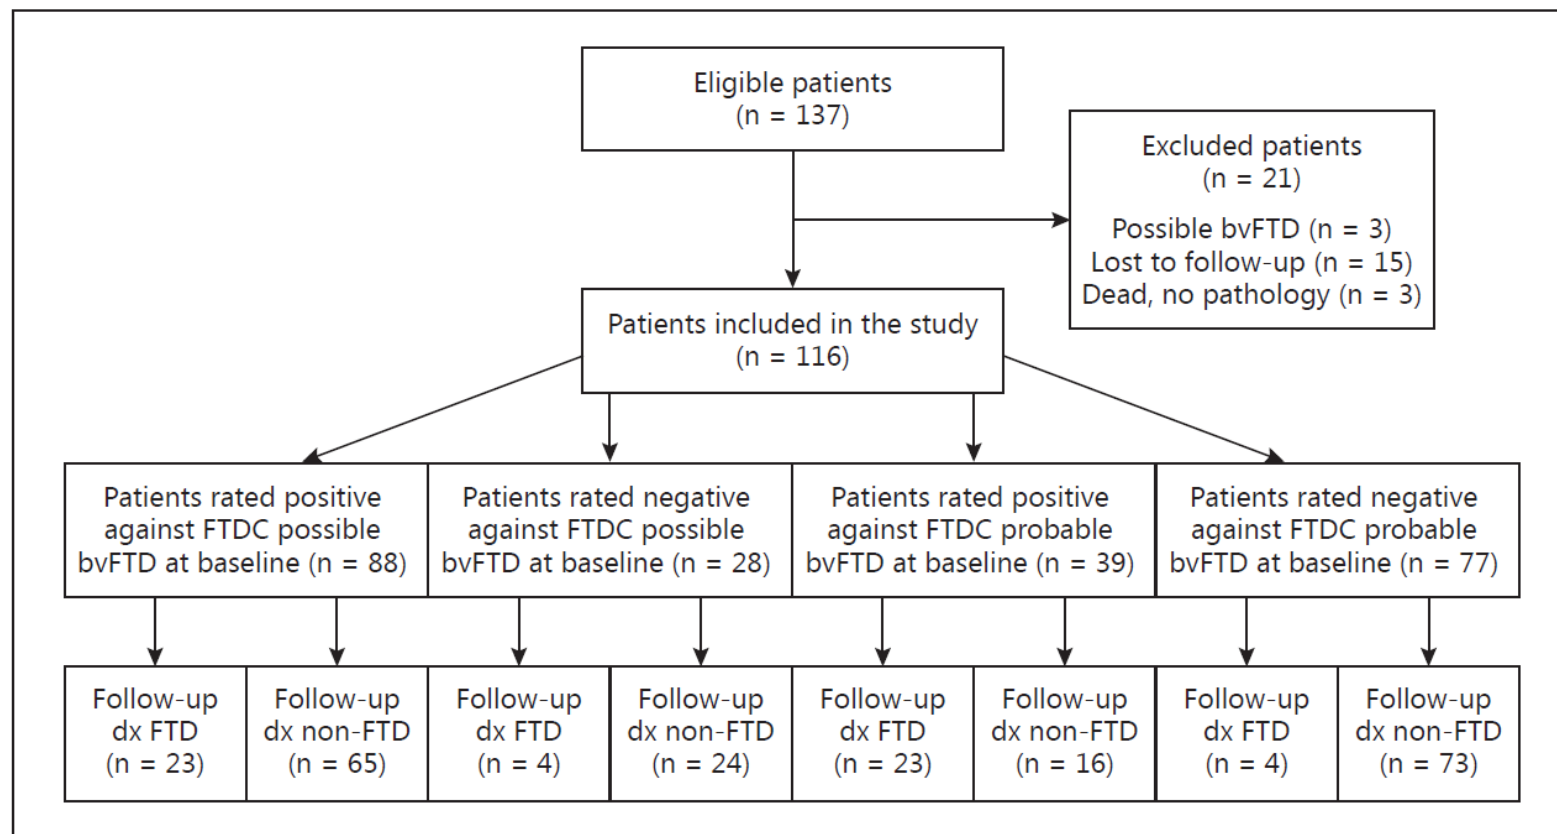 Eligible patients
(n = 137)
Excluded patients
(n = 21)
Possible bvFTD (n = 3)
Lost to follow-up (n = 15)
Dead, no pathology (n = 3)
Patients included in the study
(n = 116)
Patients rated positive
against FTDC possible
bvFTD at baseline (n = 88)
Patients rated negative
against FTDC possible
bvFTD at baseline (n = 28)
Patients rated positive
against FTDC probable
bvFTD at baseline (n = 39)
Patients rated negative
against FTDC probable
bvFTD at baseline (n = 77)
Follow-up
dx FTD
(n = 23)
Follow-up
dx non-FTD
(n = 65)
Follow-up
dx FTD
(n = 4)
Follow-up
dx non-FTD
(n = 24)
Follow-up
dx FTD
(n = 23)
Follow-up
dx non-FTD
(n = 16)
Follow-up
dx FTD
(n = 4)
Follow-up
dx non-FTD
(n = 73)